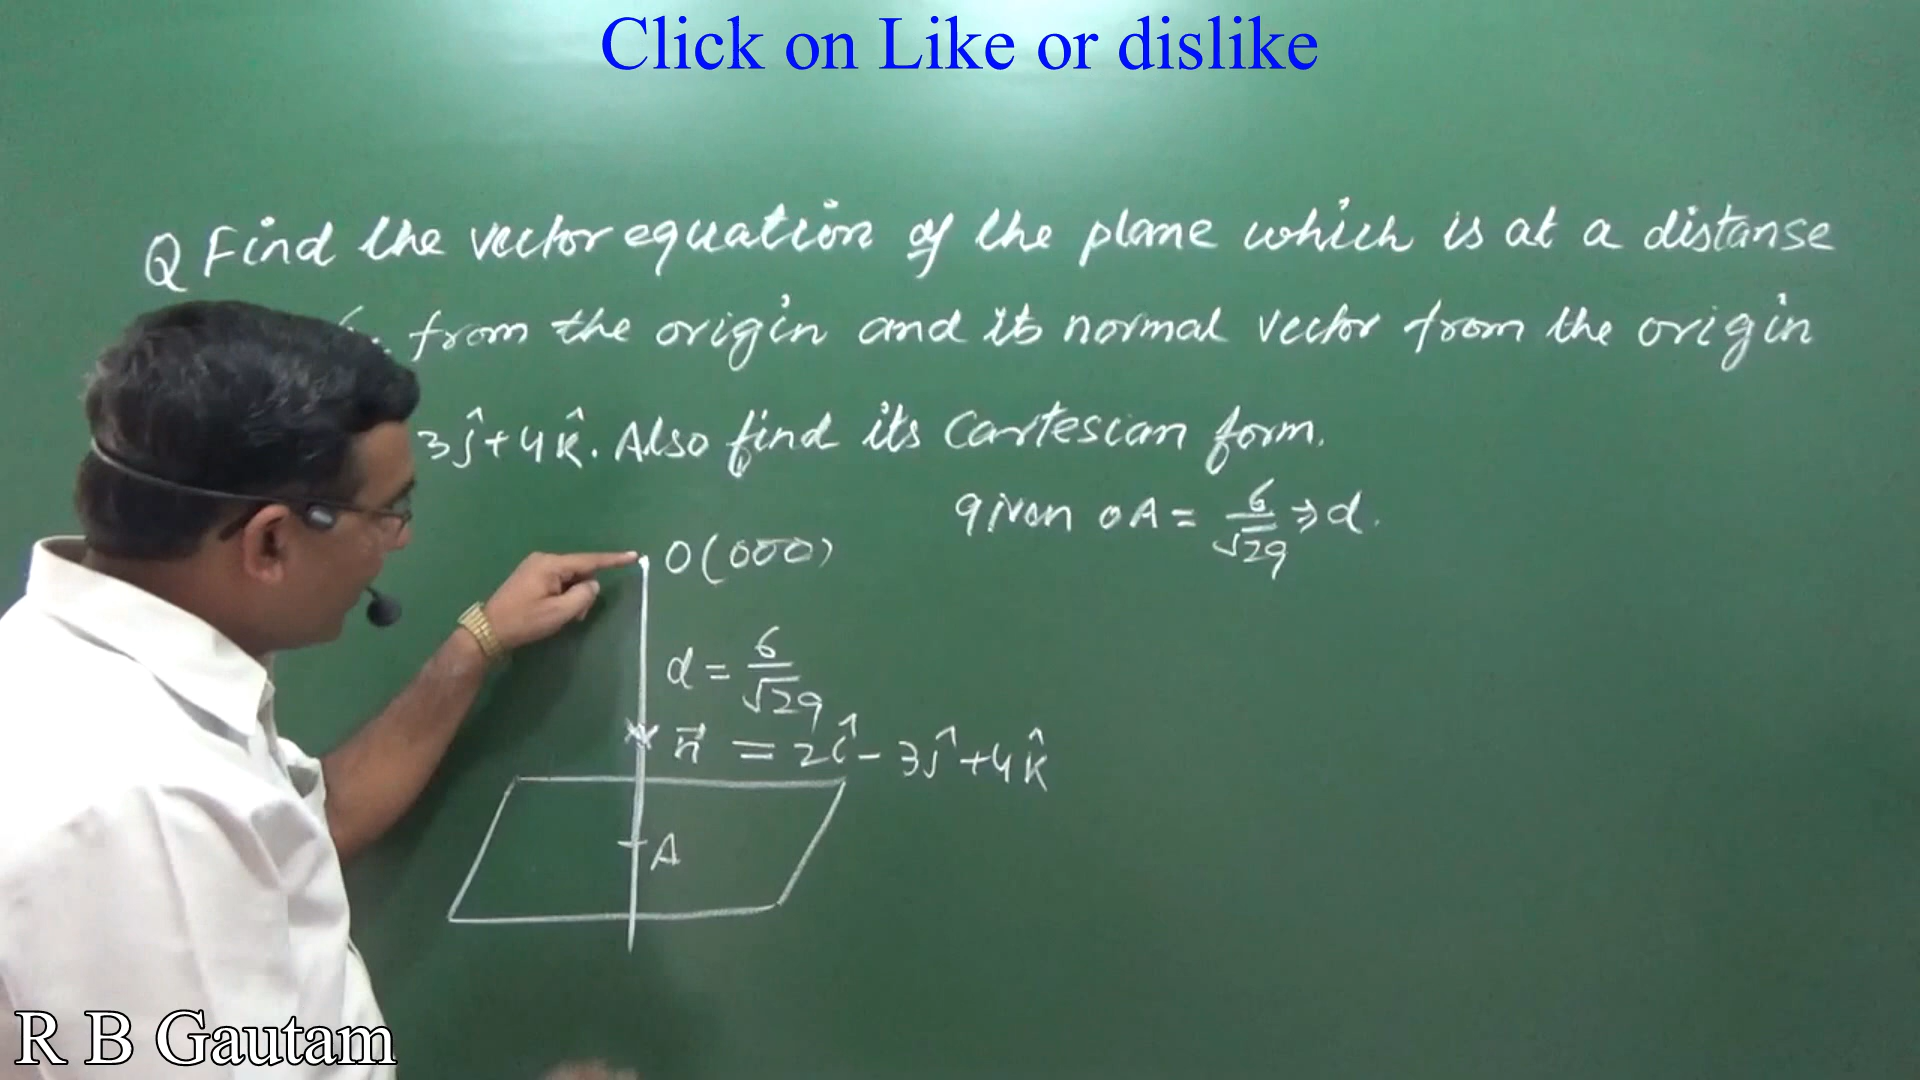 Click on Like or dislike
Q Find the vector equation of the plane which is at a distanse
from the origin and its normal vector from the origin
3ĵ+4k̂. Also find its Cartesian form.
given OA = 6/√29 ⇒ d.
O(000)
d = 6/√29
n⃗ = 2î - 3ĵ + 4k̂
A
R B Gautam